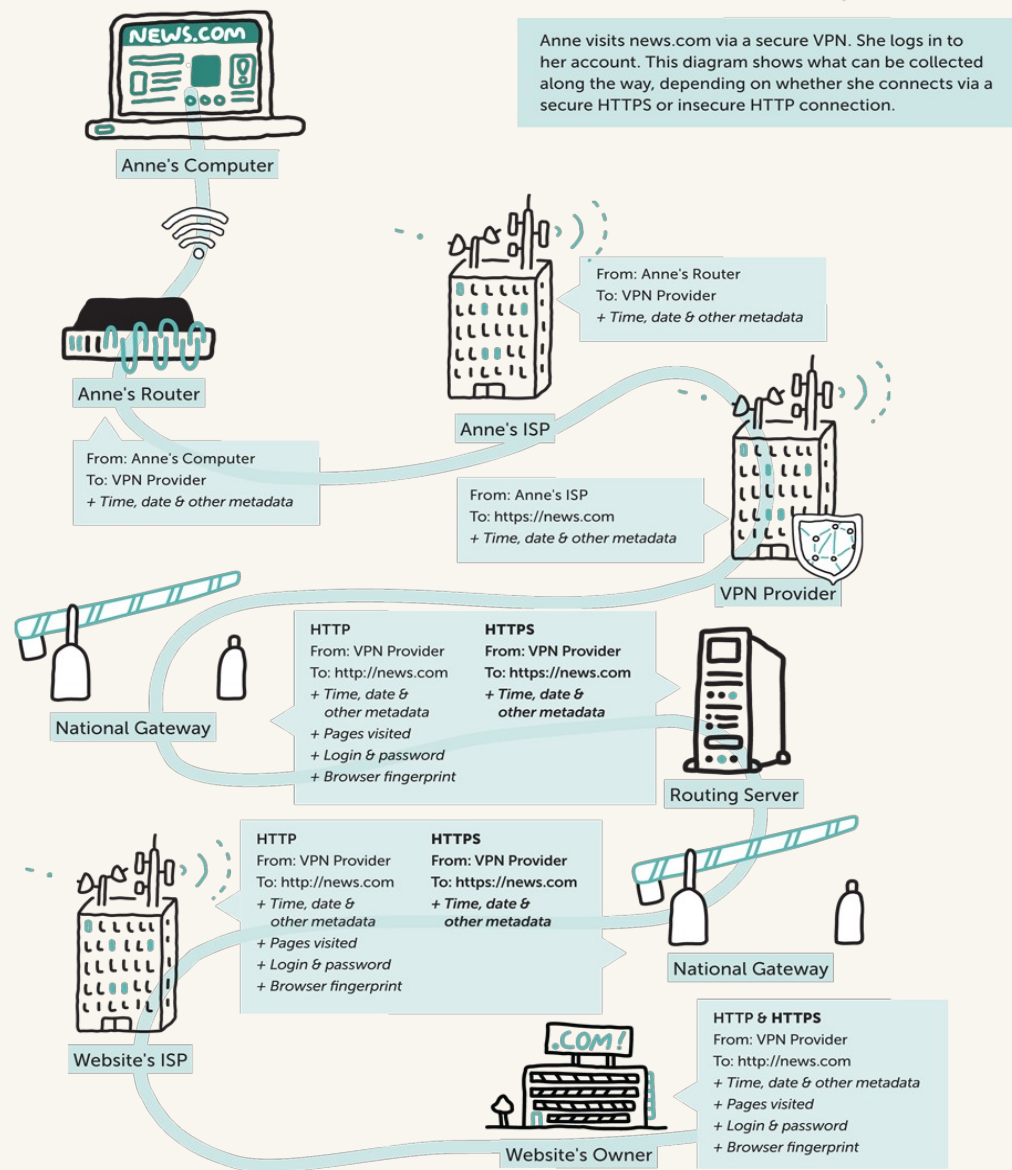 NEWS.COM
Anne visits news.com via a secure VPN. She logs in to
her account. This diagram shows what can be collected
along the way, depending on whether she connects via a
secure HTTPS or insecure HTTP connection.
Anne's Computer
From: Anne's Router
To: VPN Provider
+ Time, date & other metadata
Anne's Router
Anne's ISP
From: Anne's Computer
To: VPN Provider
+ Time, date & other metadata
From: Anne's ISP
To: https://news.com
+ Time, date & other metadata
VPN Provider
HTTP
From: VPN Provider
To: http://news.com
+ Time, date &
other metadata
+ Pages visited
+ Login & password
+ Browser fingerprint
HTTPS
From: VPN Provider
To: https://news.com
+ Time, date &
other metadata
National Gateway
Routing Server
HTTP
From: VPN Provider
To: http://news.com
+ Time, date &
other metadata
+ Pages visited
+ Login & password
+ Browser fingerprint
HTTPS
From: VPN Provider
To: https://news.com
+ Time, date &
other metadata
National Gateway
Website's ISP
.COM!
HTTP & HTTPS
From: VPN Provider
To: http://news.com
+ Time, date & other metadata
+ Pages visited
+ Login & password
+ Browser fingerprint
Website's Owner